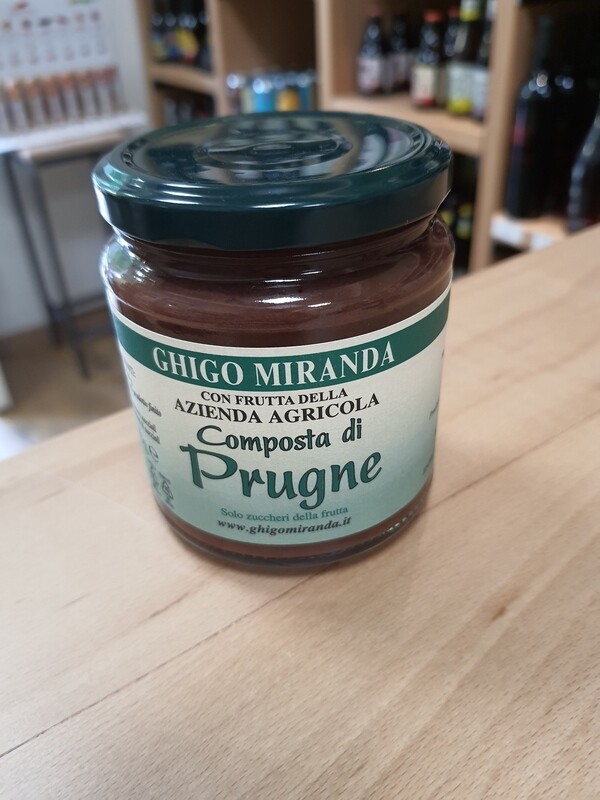 GHIGO MIRANDA
CON FRUTTA DELLA
AZIENDA AGRICOLA
Composta di
Prugne
Solo zuccheri della frutta
www.ghigomiranda.it